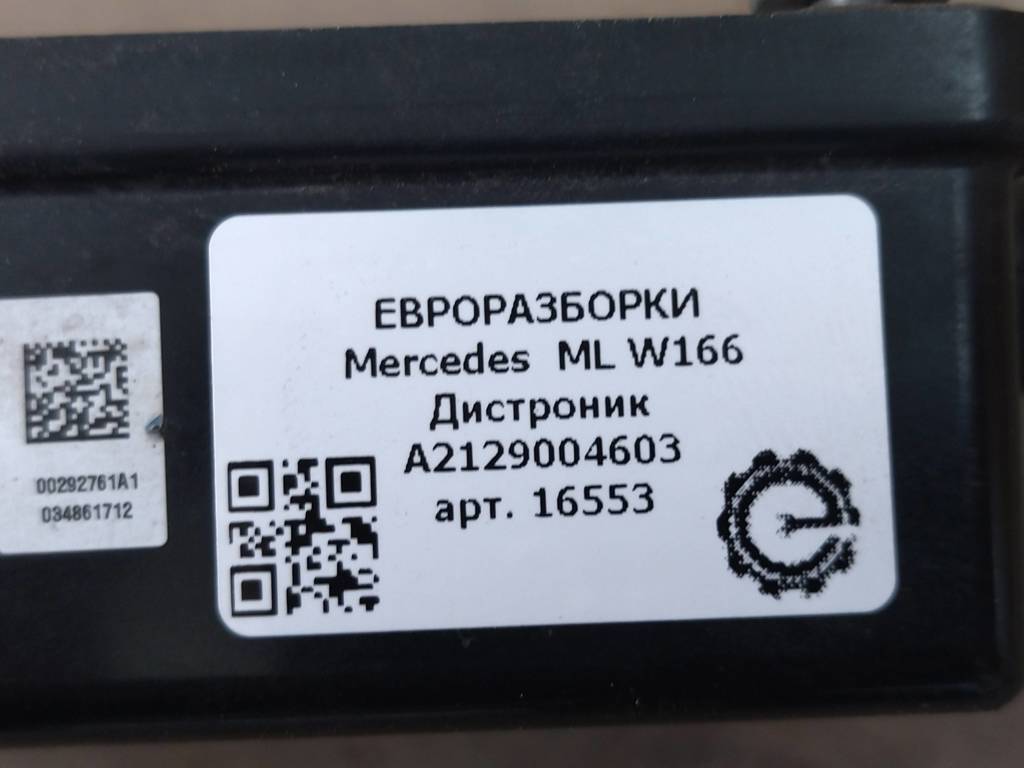 ЕВРОРАЗБОРКИ
Mercedes ML W166
Дистроник
A2129004603
арт. 16553
00292761A1
034861712